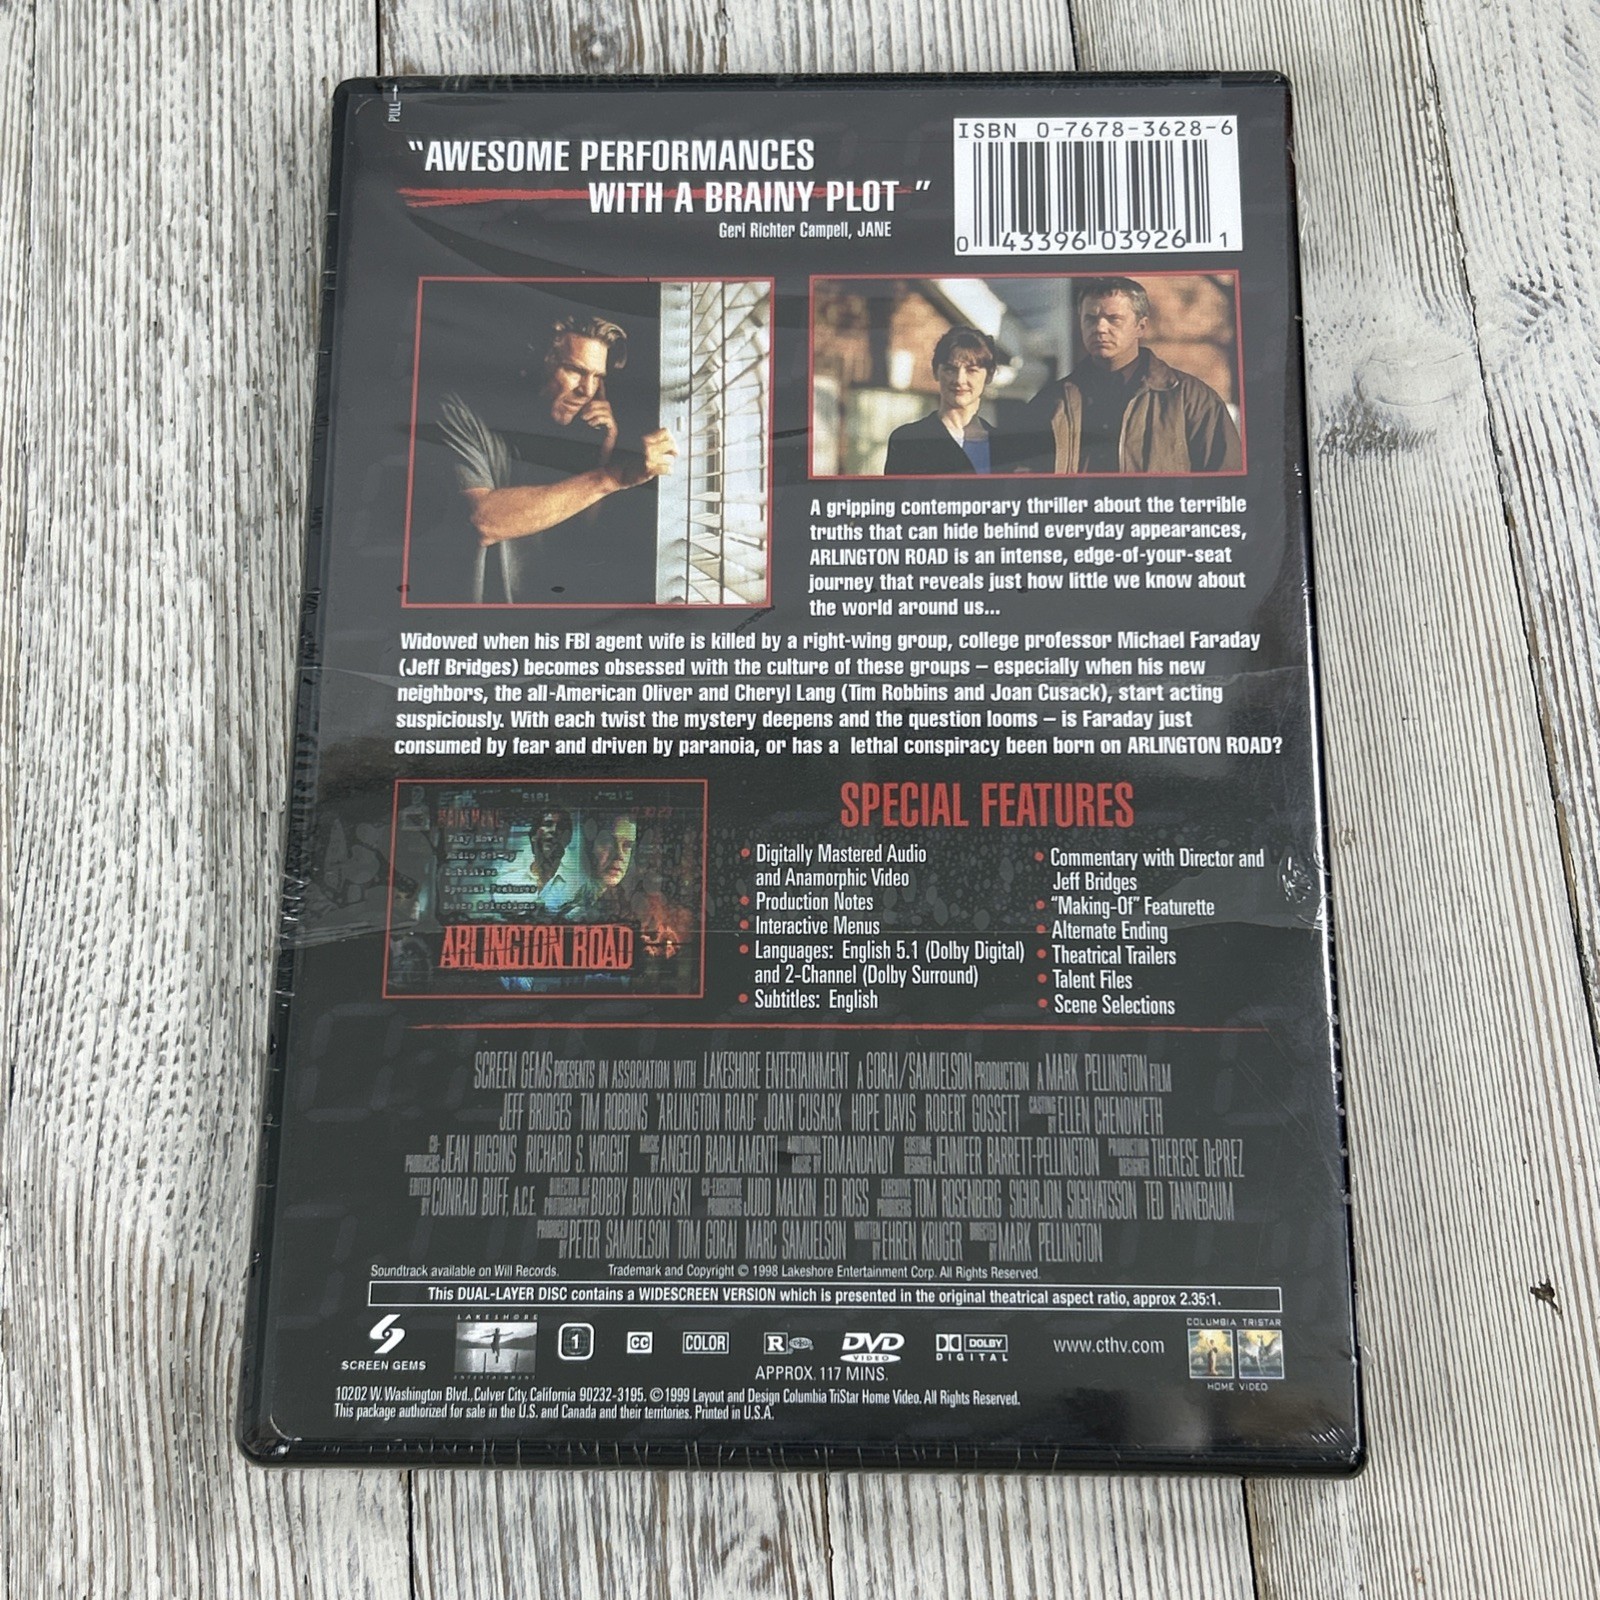 PULL→
"AWESOME PERFORMANCES
WITH A BRAINY PLOT"
Geri Richter Campell, JANE
ISBN 0-7678-3628-6
0 43396 03926 1
A gripping contemporary thriller about the terrible
truths that can hide behind everyday appearances,
ARLINGTON ROAD is an intense, edge-of-your-seat
journey that reveals just how little we know about
the world around us...
Widowed when his FBI agent wife is killed by a right-wing group, college professor Michael Faraday
(Jeff Bridges) becomes obsessed with the culture of these groups – especially when his new
neighbors, the all-American Oliver and Cheryl Lang (Tim Robbins and Joan Cusack), start acting
suspiciously. With each twist the mystery deepens and the question looms – is Faraday just
consumed by fear and driven by paranoia, or has a lethal conspiracy been born on ARLINGTON ROAD?
MAIN MENU
Play Movie
Audio Set-up
Subtitles
Special Features
Scene Selections
ARLINGTON ROAD
SPECIAL FEATURES
• Digitally Mastered Audio
and Anamorphic Video
• Production Notes
• Interactive Menus
• Languages: English 5.1 (Dolby Digital)
and 2-Channel (Dolby Surround)
• Subtitles: English
• Commentary with Director and
Jeff Bridges
• "Making-Of" Featurette
• Alternate Ending
• Theatrical Trailers
• Talent Files
• Scene Selections
SCREEN GEMS PRESENTS IN ASSOCIATION WITH LAKESHORE ENTERTAINMENT A GORAI/SAMUELSON PRODUCTION A MARK PELLINGTON FILM
JEFF BRIDGES TIM ROBBINS "ARLINGTON ROAD" JOAN CUSACK HOPE DAVIS ROBERT GOSSETT CASTING BY ELLEN CHENOWETH
CO-PRODUCERS JEAN HIGGINS RICHARD S. WRIGHT MUSIC BY ANGELO BADALAMENTI ADDITIONAL MUSIC BY TOMANDANDY COSTUME DESIGNER JENNIFER BARRETT-PELLINGTON PRODUCTION DESIGNER THERESE DePREZ
EDITED BY CONRAD BUFF, A.C.E. DIRECTOR OF PHOTOGRAPHY BOBBY BUKOWSKI CO-EXECUTIVE PRODUCERS JUDD MALKIN ED ROSS EXECUTIVE PRODUCERS TOM ROSENBERG SIGURJON SIGHVATSSON TED TANNEBAUM
PRODUCED BY PETER SAMUELSON TOM GORAI MARC SAMUELSON WRITTEN BY EHREN KRUGER DIRECTED BY MARK PELLINGTON
Soundtrack available on Will Records. Trademark and Copyright © 1998 Lakeshore Entertainment Corp. All Rights Reserved.
This DUAL-LAYER DISC contains a WIDESCREEN VERSION which is presented in the original theatrical aspect ratio, approx 2.35:1.
SCREEN GEMS
LAKESHORE
ENTERTAINMENT
1
CC
COLOR
R
DVD
VIDEO
APPROX. 117 MINS.
DOLBY
DIGITAL
www.cthv.com
COLUMBIA TRISTAR
HOME VIDEO
10202 W. Washington Blvd., Culver City, California 90232-3195. ©1999 Layout and Design Columbia TriStar Home Video. All Rights Reserved.
This package authorized for sale in the U.S. and Canada and their territories. Printed in U.S.A.